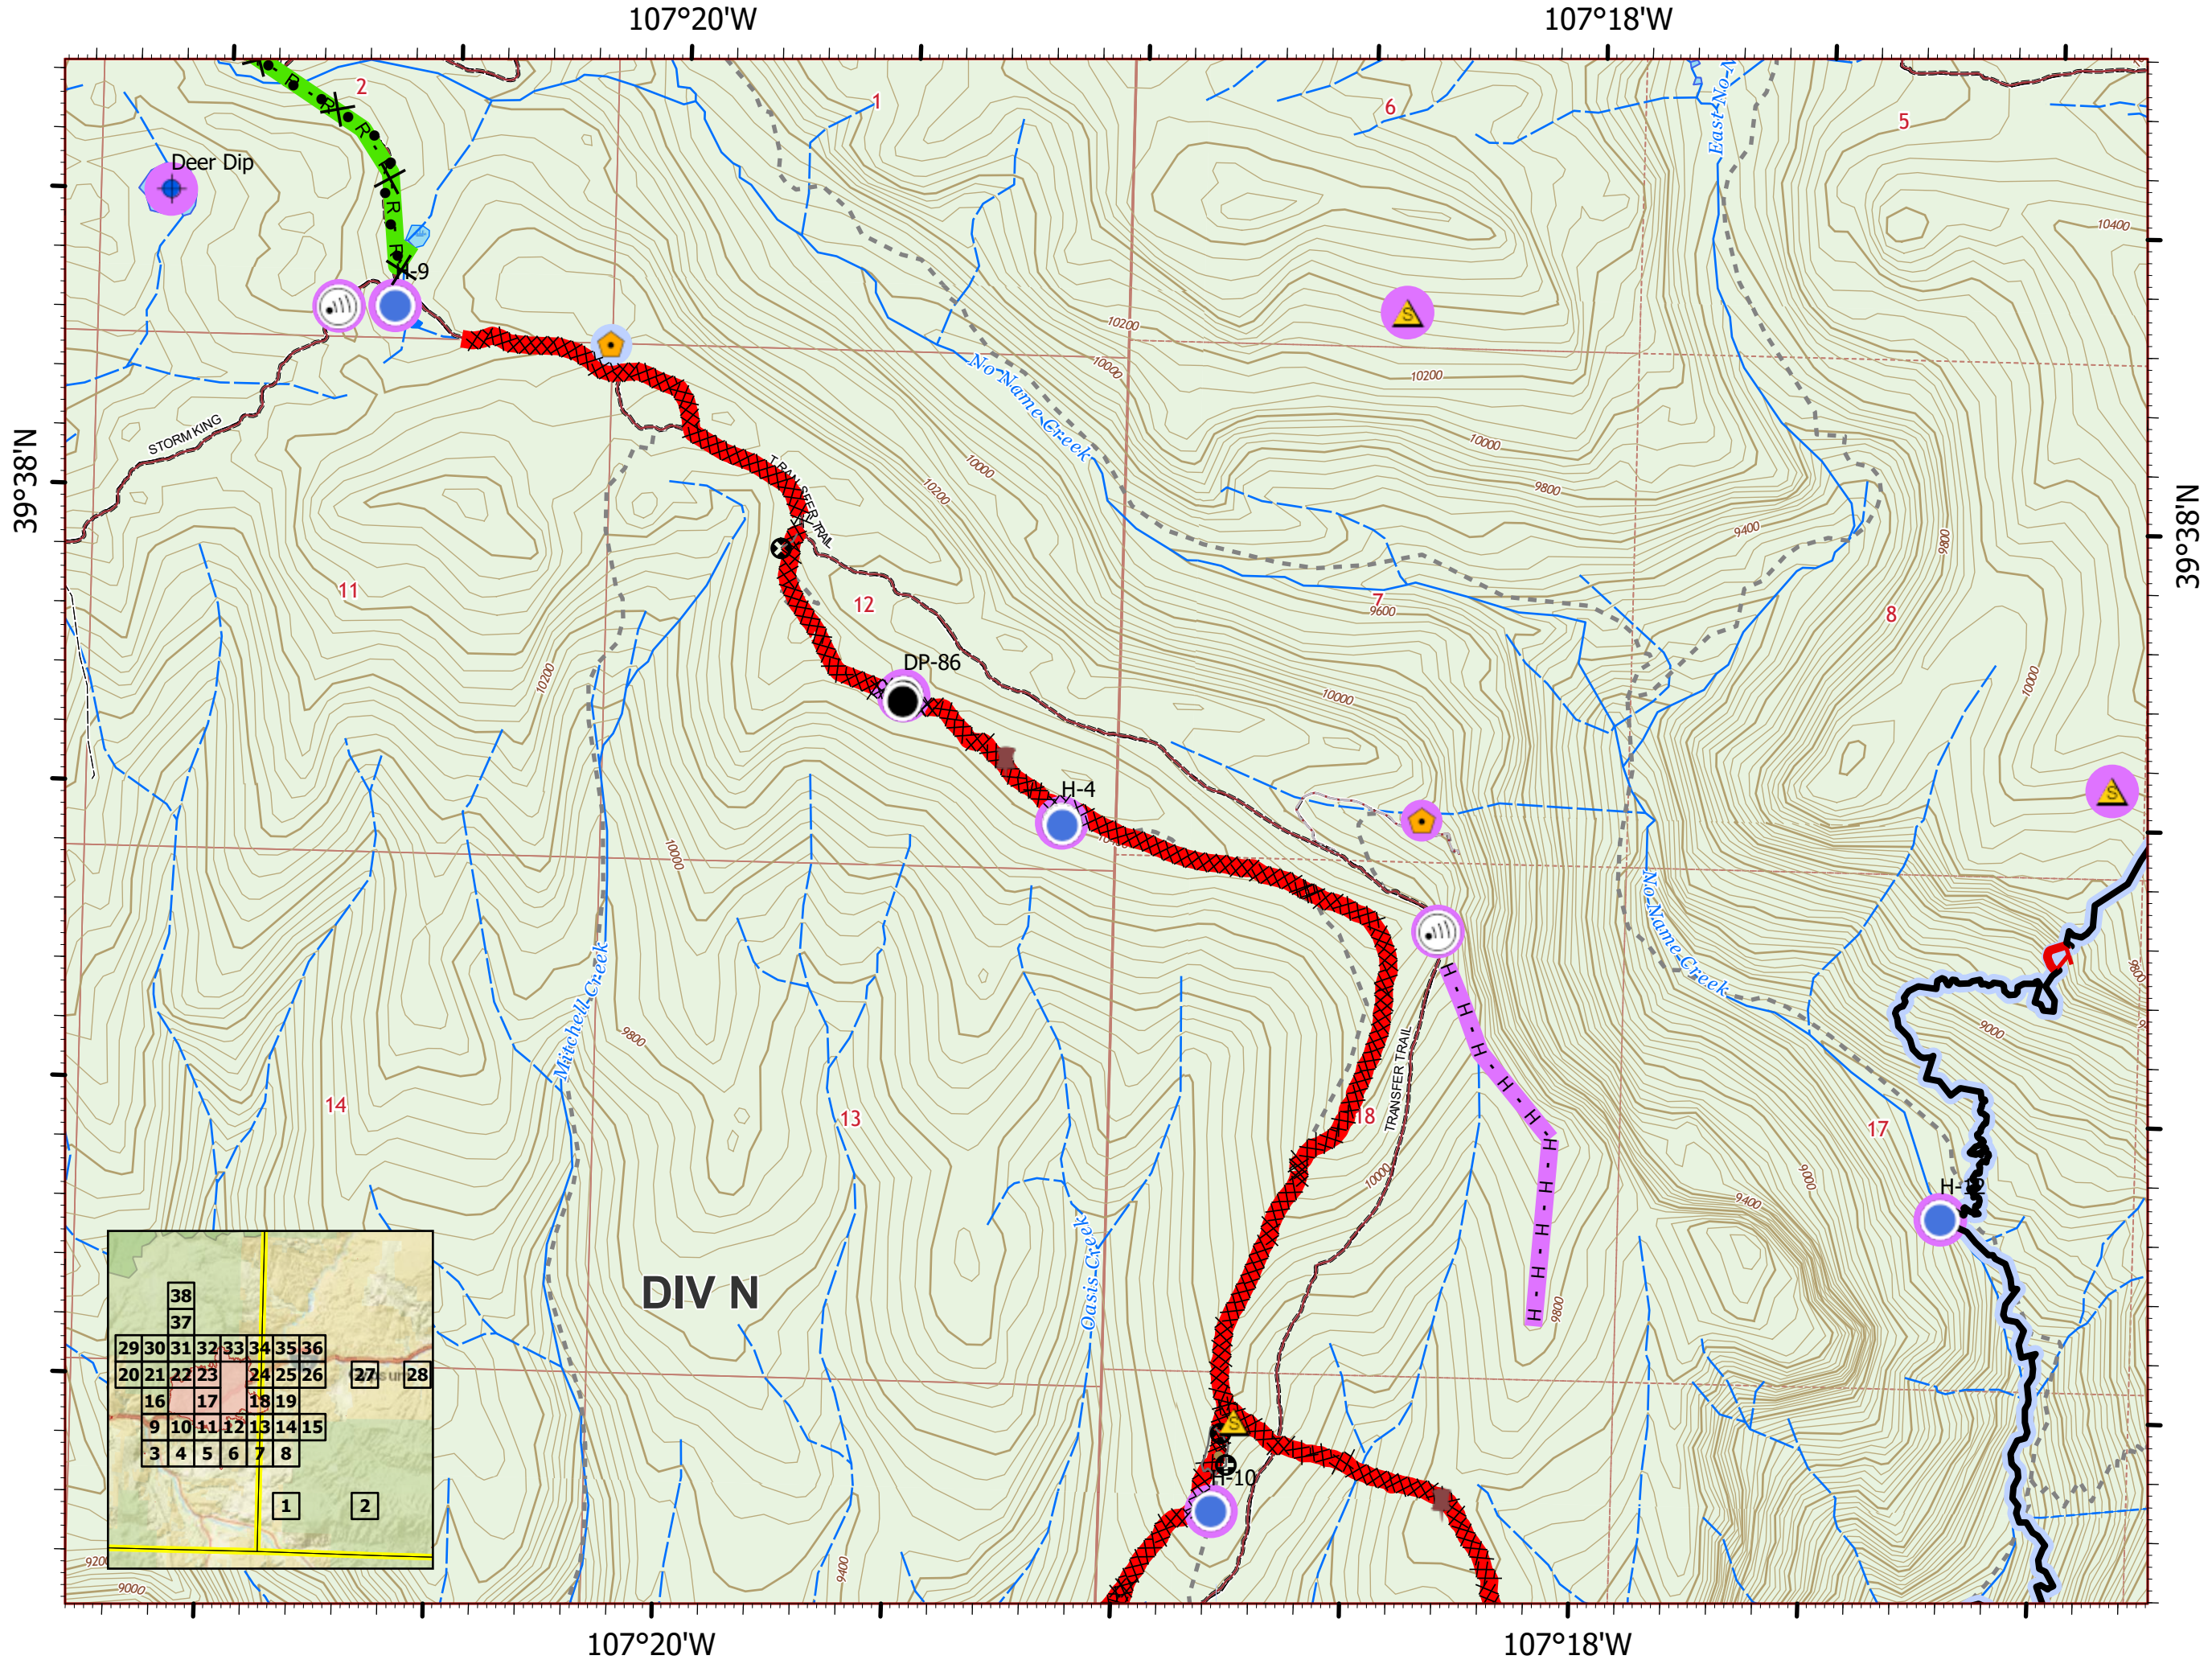 107°20'W
107°18'W
2
1
6
5
East No N
Deer Dip
R - R
R - R
R - R
10400
H-9
10200
10000
No Name Creek
10200
STORM KING
10000
10200
10000
9800
9400
9800
39°38'N
39°38'N
TRANSFER TRAIL
11
12
7
9600
8
10200
DP-86
10000
10000
H-4
10000
No Name Creek
Mitchell Creek
9800
9800
9000
H - H - H - H - H - H - H - H - H
TRANSFER TRAIL
14
13
18
17
10000
9000
9400
H-1
Oasis Creek
DIV N
9800
38
37
29 30 31 32 33 34 35 36
20 21 22 23 24 25 26 27 28
16 17 18 19
9 10 11 12 13 14 15
3 4 5 6 7 8
1 2
S
S
S
H-10
9200
9000
9400
107°20'W
107°18'W